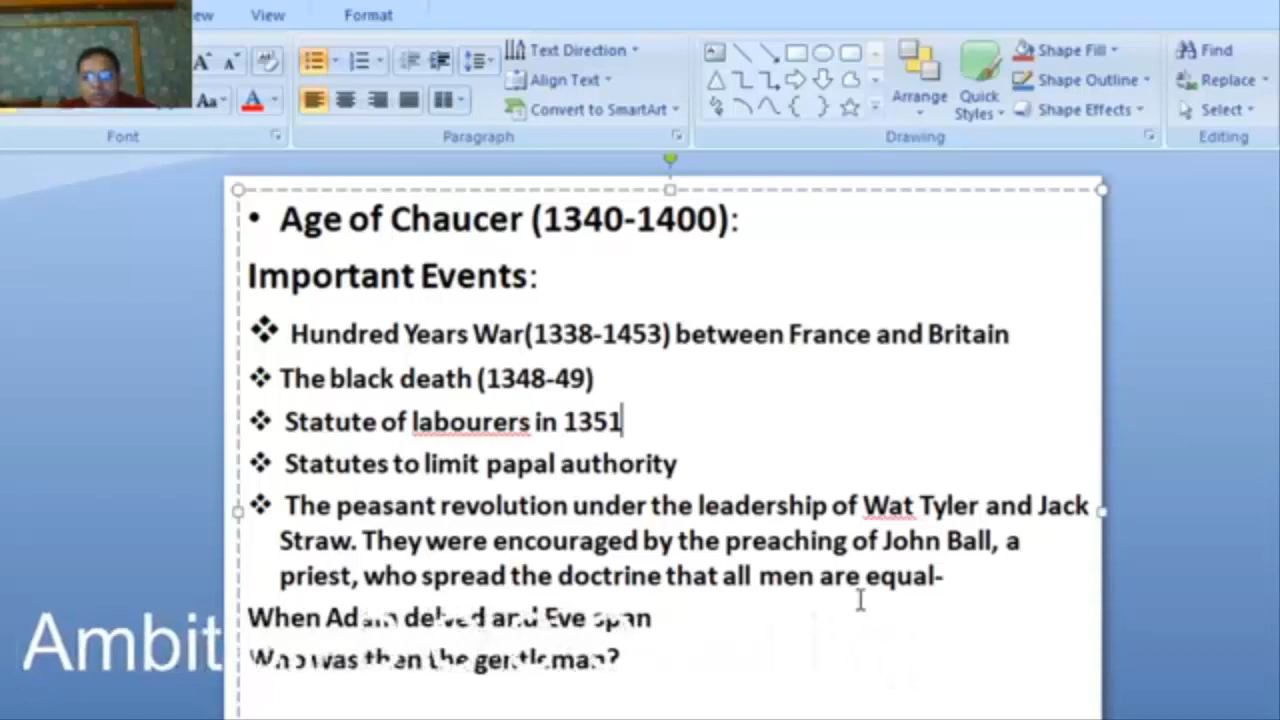 ew View Format
A A
Aa A
Text Direction
Align Text
Convert to SmartArt
Arrange
Quick
Styles
Shape Fill
Shape Outline
Shape Effects
Find
Replace
Select
Font Paragraph Drawing Editing
• Age of Chaucer (1340-1400):
Important Events:
❖ Hundred Years War(1338-1453) between France and Britain
❖ The black death (1348-49)
❖ Statute of labourers in 1351
❖ Statutes to limit papal authority
❖ The peasant revolution under the leadership of Wat Tyler and Jack
Straw. They were encouraged by the preaching of John Ball, a
priest, who spread the doctrine that all men are equal-
When Adam delved and Eve span
Who was then the gentleman?
Ambit